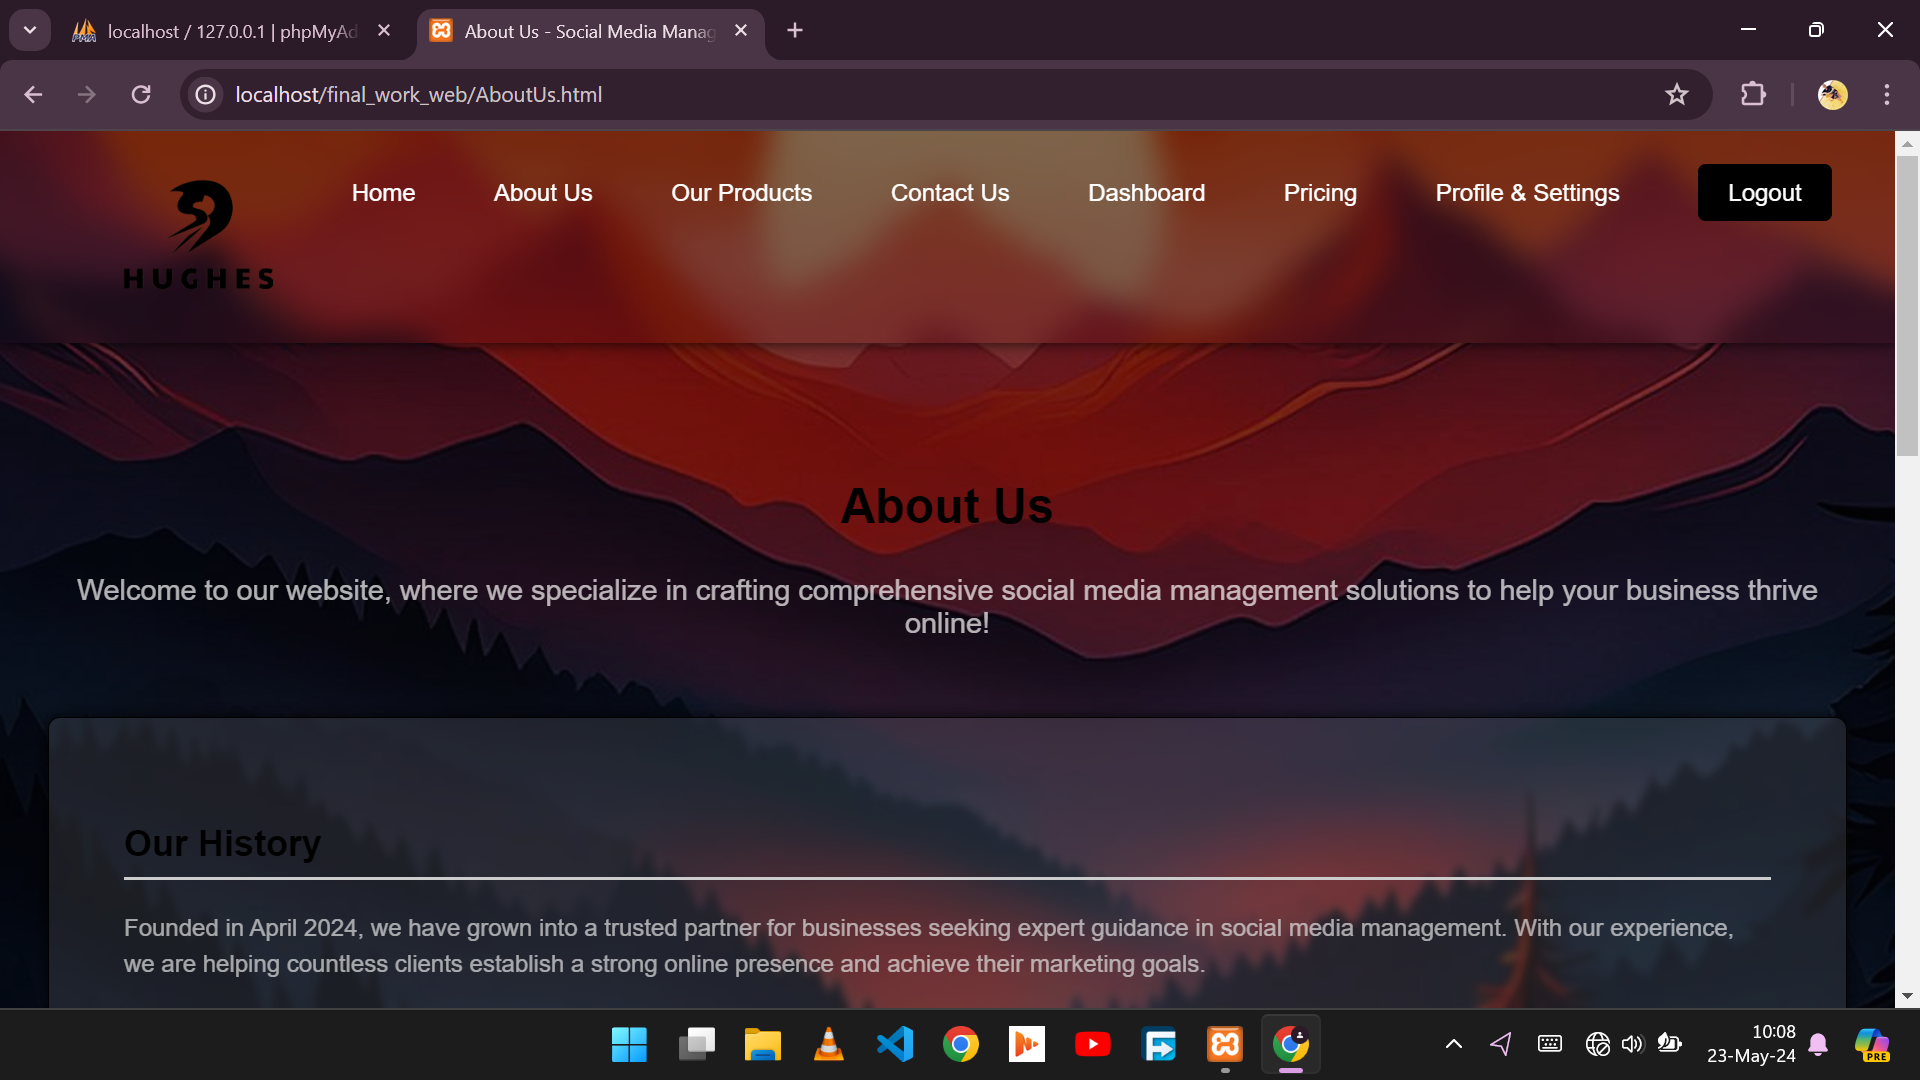 localhost / 127.0.0.1 | phpMyAd
About Us - Social Media Manag
localhost/final_work_web/AboutUs.html
HUGHES
Home
About Us
Our Products
Contact Us
Dashboard
Pricing
Profile & Settings
Logout
About Us
Welcome to our website, where we specialize in crafting comprehensive social media management solutions to help your business thrive
online!
Our History
Founded in April 2024, we have grown into a trusted partner for businesses seeking expert guidance in social media management. With our experience,
we are helping countless clients establish a strong online presence and achieve their marketing goals.
10:08
23-May-24
PRE